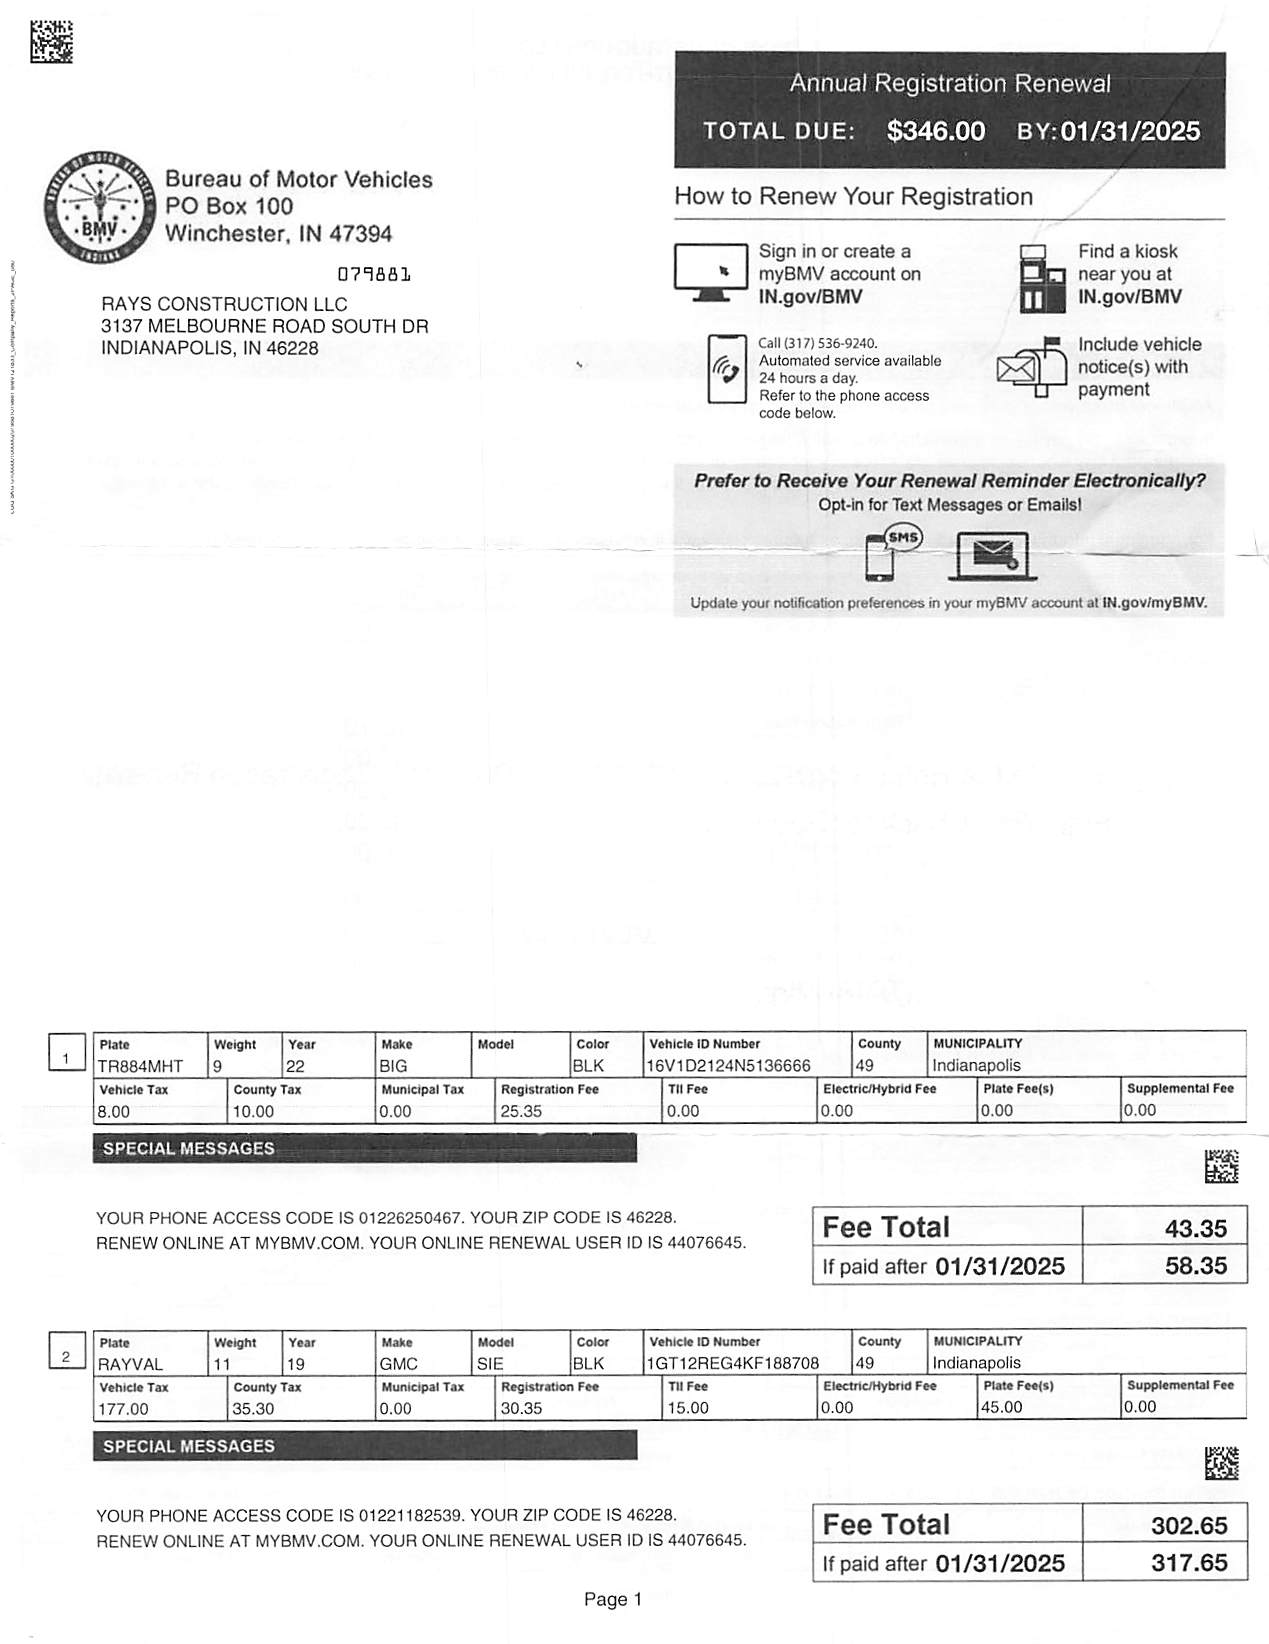 Annual Registration Renewal
TOTAL DUE: $346.00 BY:01/31/2025
BUREAU OF MOTOR VEHICLES
BMV
INDIANA
Bureau of Motor Vehicles
PO Box 100
Winchester, IN 47394
079881
RAYS CONSTRUCTION LLC
3137 MELBOURNE ROAD SOUTH DR
INDIANAPOLIS, IN 46228
How to Renew Your Registration
Sign in or create a
myBMV account on
IN.gov/BMV
Find a kiosk
near you at
IN.gov/BMV
Call (317) 536-9240.
Automated service available
24 hours a day.
Refer to the phone access
code below.
Include vehicle
notice(s) with
payment
Prefer to Receive Your Renewal Reminder Electronically?
Opt-in for Text Messages or Emails!
SMS
Update your notification preferences in your myBMV account at IN.gov/myBMV.
1
Plate Weight Year Make Model Color Vehicle ID Number County MUNICIPALITY
TR884MHT 9 22 BIG BLK 16V1D2124N5136666 49 Indianapolis
Vehicle Tax County Tax Municipal Tax Registration Fee TII Fee Electric/Hybrid Fee Plate Fee(s) Supplemental Fee
8.00 10.00 0.00 25.35 0.00 0.00 0.00 0.00
SPECIAL MESSAGES
YOUR PHONE ACCESS CODE IS 01226250467. YOUR ZIP CODE IS 46228.
RENEW ONLINE AT MYBMV.COM. YOUR ONLINE RENEWAL USER ID IS 44076645.
Fee Total 43.35
If paid after 01/31/2025 58.35
2
Plate Weight Year Make Model Color Vehicle ID Number County MUNICIPALITY
RAYVAL 11 19 GMC SIE BLK 1GT12REG4KF188708 49 Indianapolis
Vehicle Tax County Tax Municipal Tax Registration Fee TII Fee Electric/Hybrid Fee Plate Fee(s) Supplemental Fee
177.00 35.30 0.00 30.35 15.00 0.00 45.00 0.00
SPECIAL MESSAGES
YOUR PHONE ACCESS CODE IS 01221182539. YOUR ZIP CODE IS 46228.
RENEW ONLINE AT MYBMV.COM. YOUR ONLINE RENEWAL USER ID IS 44076645.
Fee Total 302.65
If paid after 01/31/2025 317.65
Page 1